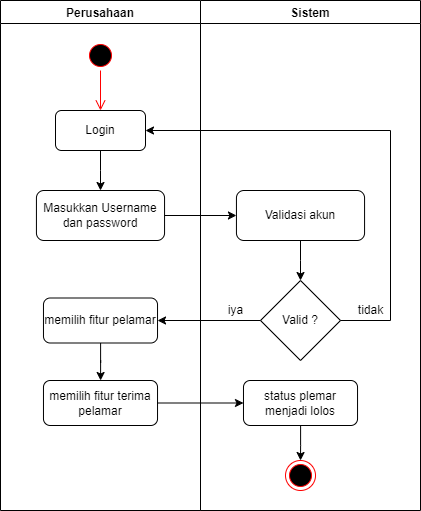 Perusahaan
Sistem
Login
Masukkan Username
dan password
Validasi akun
Valid ?
iya
tidak
memilih fitur pelamar
memilih fitur terima
pelamar
status plemar
menjadi lolos